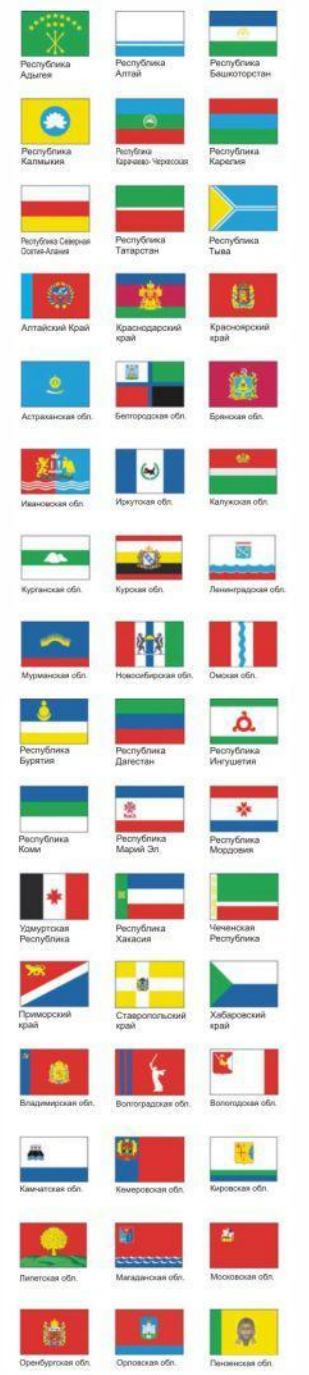 Республика
Адыгея
Республика
Алтай
Республика
Башкоторстан
Республика
Калмыкия
Республика
Карачаево- Черкесская
Республика
Карелия
Республика Северная
Осетия-Алания
Республика
Татарстан
Республика
Тыва
Алтайский Край
Краснодарский
край
Красноярский
край
Астраханская обл.
Белгородская обл.
Брянская обл.
Ивановская обл.
Иркутская обл.
Калужская обл.
Курганская обл.
Курская обл.
Ленинградская обл.
Мурманская обл.
Новосибирская обл.
Омская обл.
Республика
Бурятия
Республика
Дагестан
Республика
Ингушетия
Республика
Коми
Республика
Марий Эл
Республика
Мордовия
Удмуртская
Республика
Республика
Хакасия
Чеченская
Республика
Приморский
край
Ставропольский
край
Хабаровский
край
Владимирская обл.
Волгоградская обл.
Вологодская обл.
Камчатская обл.
Кемеровская обл.
Кировская обл.
Липетская обл.
Магаданская обл.
Московская обл.
Оренбургская обл.
Орловская обл.
Пензенская обл.